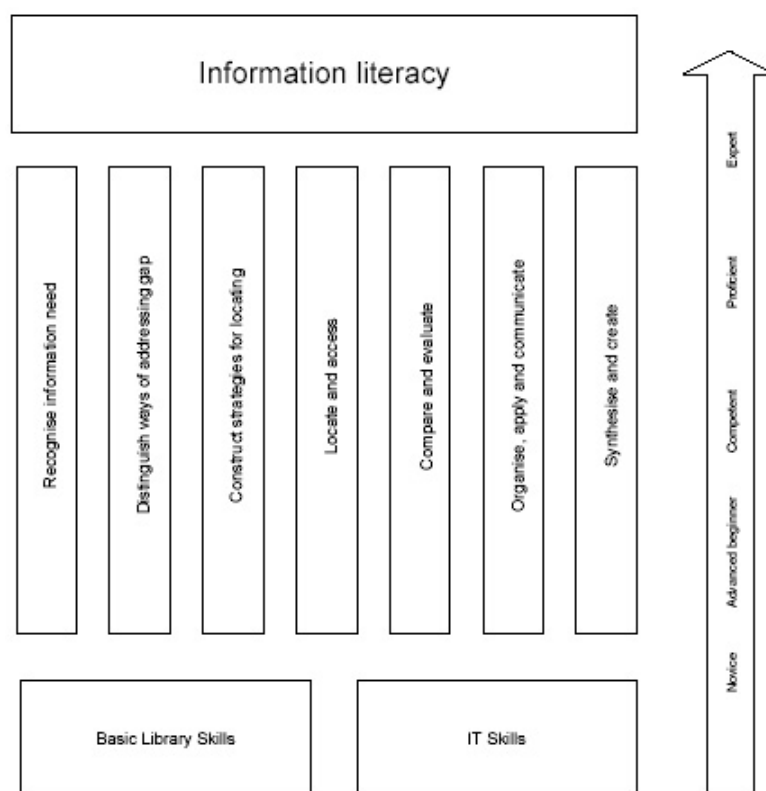 Information literacy
Recognise information need
Distinguish ways of addressing gap
Construct strategies for locating
Locate and access
Compare and evaluate
Organise, apply and communicate
Synthesise and create
Basic Library Skills
IT Skills
Expert
Proficient
Competent
Advanced beginner
Novice